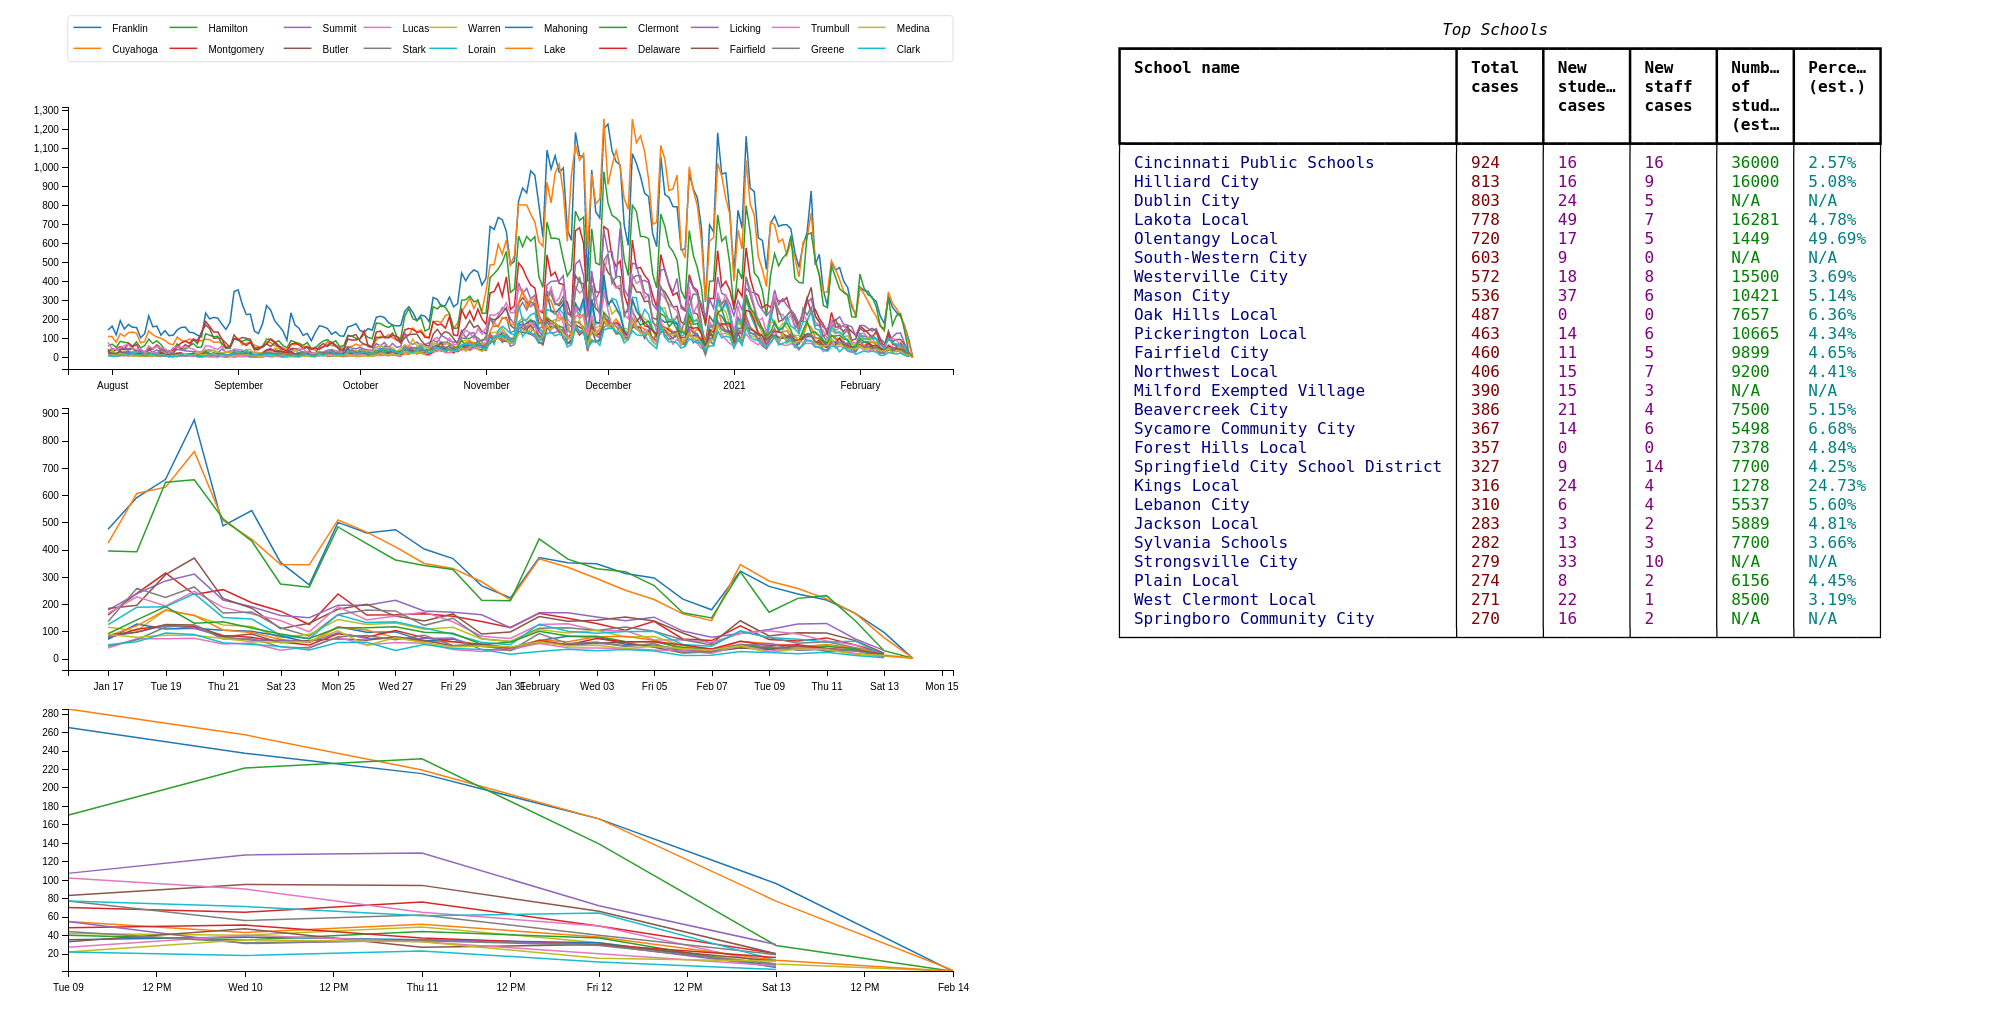 Franklin Hamilton Summit Lucas Warren Mahoning Clermont Licking Trumbull Medina
Cuyahoga Montgomery Butler Stark Lorain Lake Delaware Fairfield Greene Clark
1,300
1,200
1,100
1,000
900
800
700
600
500
400
300
200
100
0
August September October November December 2021 February
900
800
700
600
500
400
300
200
100
0
Jan 17 Tue 19 Thu 21 Sat 23 Mon 25 Wed 27 Fri 29 Jan 31 February Wed 03 Fri 05 Feb 07 Tue 09 Thu 11 Sat 13 Mon 15
280
260
240
220
200
180
160
140
120
100
80
60
40
20
Tue 09 12 PM Wed 10 12 PM Thu 11 12 PM Fri 12 12 PM Sat 13 12 PM Feb 14
Top Schools
School name Total New New Numb… Perce…
cases stude… staff of (est.)
cases cases stud…
(est…
Cincinnati Public Schools 924 16 16 36000 2.57%
Hilliard City 813 16 9 16000 5.08%
Dublin City 803 24 5 N/A N/A
Lakota Local 778 49 7 16281 4.78%
Olentangy Local 720 17 5 1449 49.69%
South-Western City 603 9 0 N/A N/A
Westerville City 572 18 8 15500 3.69%
Mason City 536 37 6 10421 5.14%
Oak Hills Local 487 0 0 7657 6.36%
Pickerington Local 463 14 6 10665 4.34%
Fairfield City 460 11 5 9899 4.65%
Northwest Local 406 15 7 9200 4.41%
Milford Exempted Village 390 15 3 N/A N/A
Beavercreek City 386 21 4 7500 5.15%
Sycamore Community City 367 14 6 5498 6.68%
Forest Hills Local 357 0 0 7378 4.84%
Springfield City School District 327 9 14 7700 4.25%
Kings Local 316 24 4 1278 24.73%
Lebanon City 310 6 4 5537 5.60%
Jackson Local 283 3 2 5889 4.81%
Sylvania Schools 282 13 3 7700 3.66%
Strongsville City 279 33 10 N/A N/A
Plain Local 274 8 2 6156 4.45%
West Clermont Local 271 22 1 8500 3.19%
Springboro Community City 270 16 2 N/A N/A